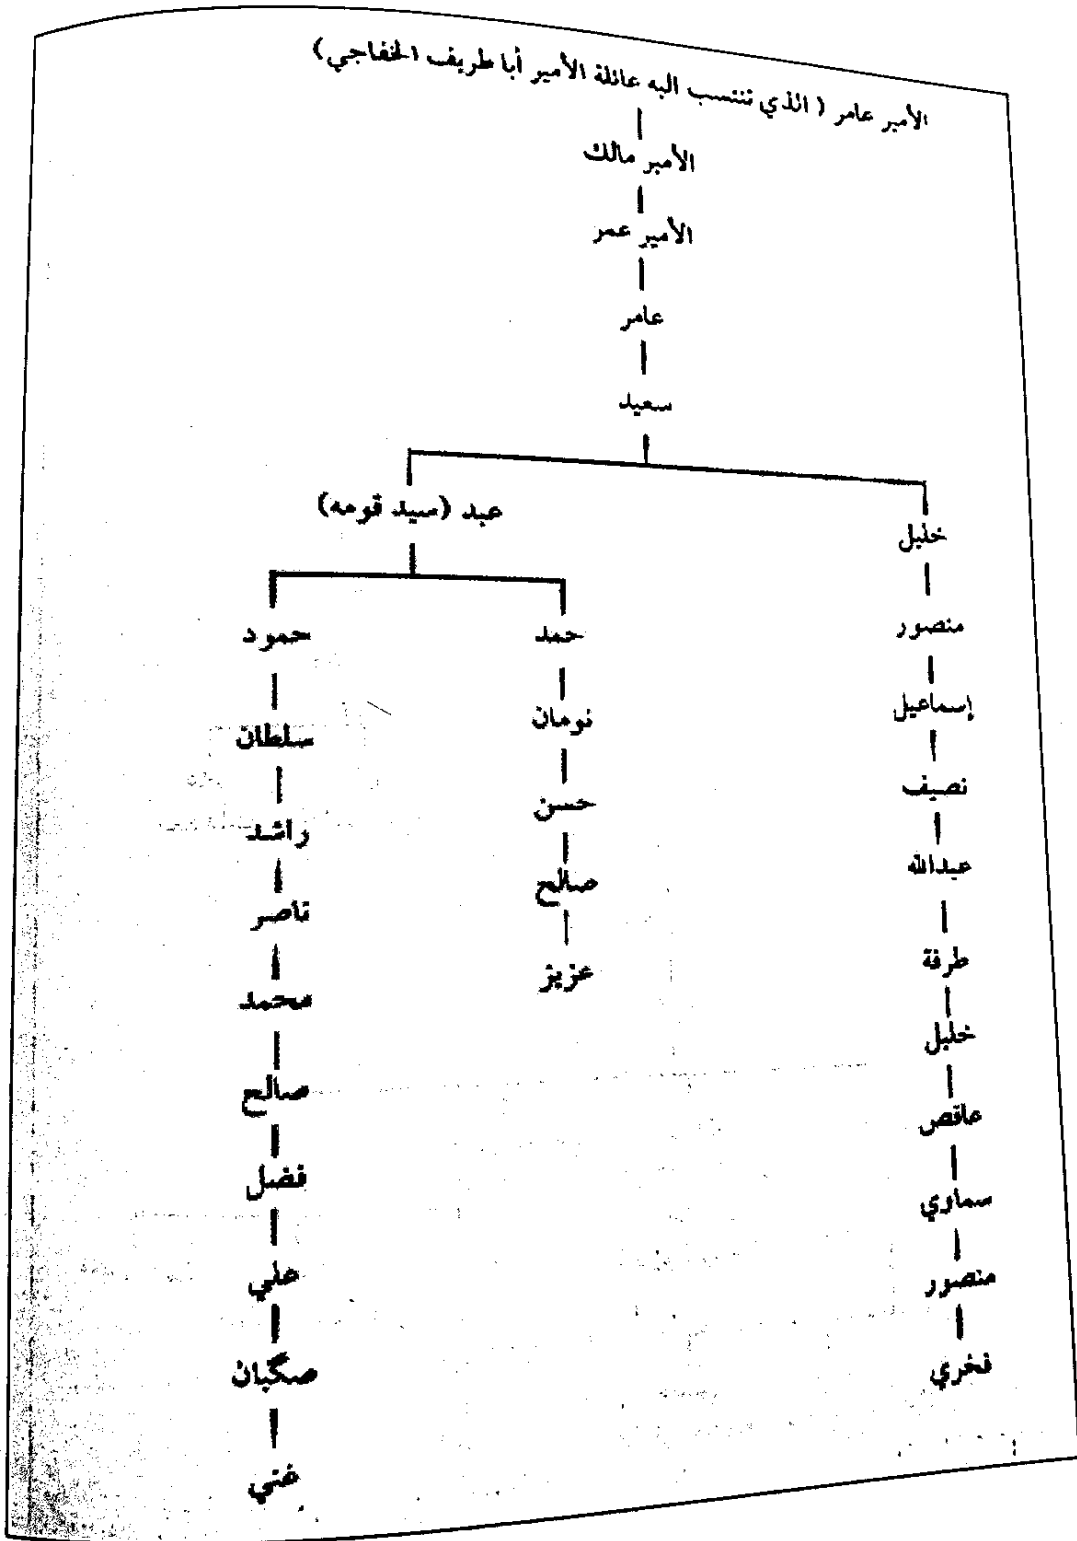 الأمير عامر ( الذي تنتسب اليه عائلة الأمير أبا طريف الخفاجي)
الأمير مالك
الأمير عمر
عامر
سعيد
خليل
منصور
إسماعيل
نصيف
عبدالله
طرفة
خليل
عاقص
سماوي
منصور
فخري
عبد (سيد قومه)
حمد
نومان
حسن
صالح
عزيز
حمود
سلطان
راشد
ناصر
محمد
صالح
فضل
علي
صگبان
غني